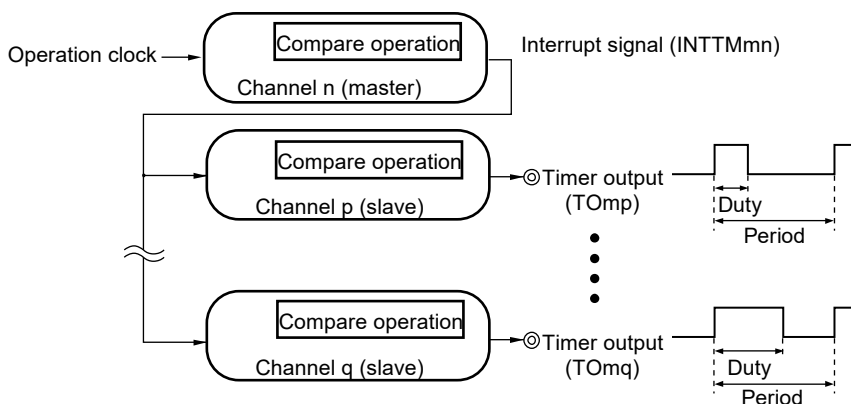 Compare operation
Operation clock
Interrupt signal (INTTMmn)
Channel n (master)
Compare operation
Timer output
(TOmp)
Channel p (slave)
Duty
Period
Compare operation
Timer output
(TOmq)
Channel q (slave)
Duty
Period